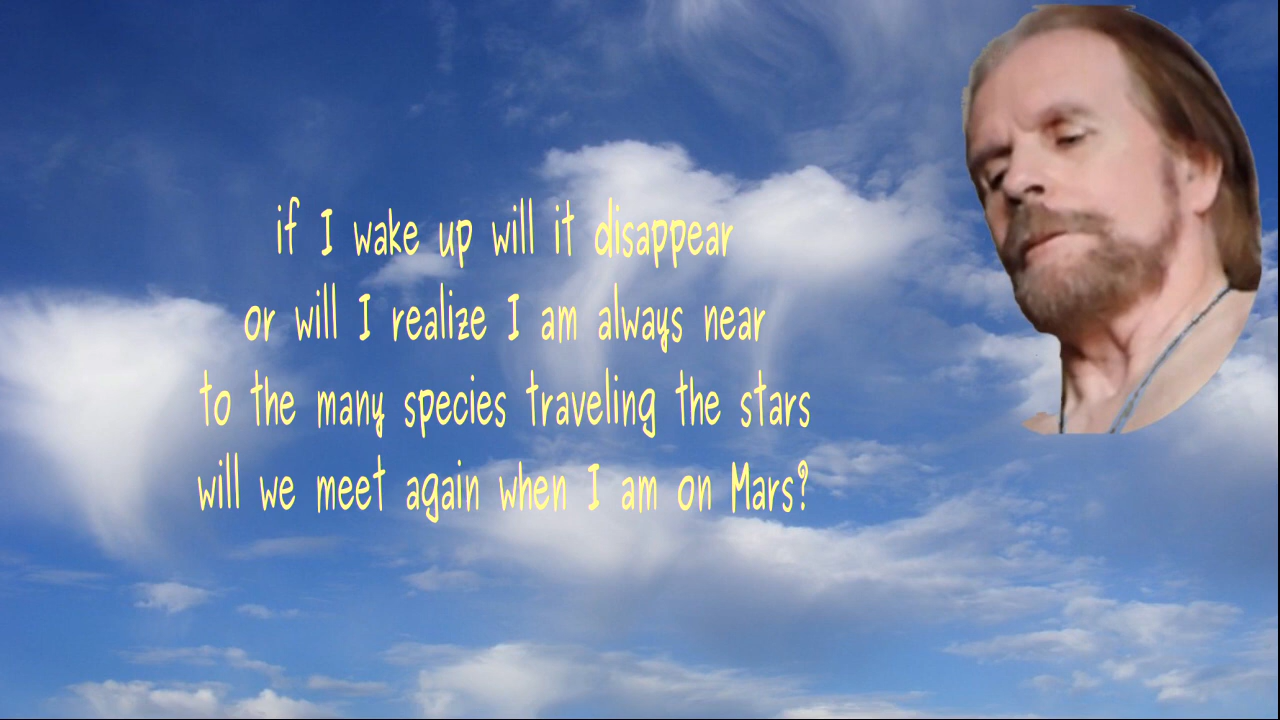 if I wake up will it disappear
or will I realize I am always near
to the many species traveling the stars
will we meet again when I am on Mars?